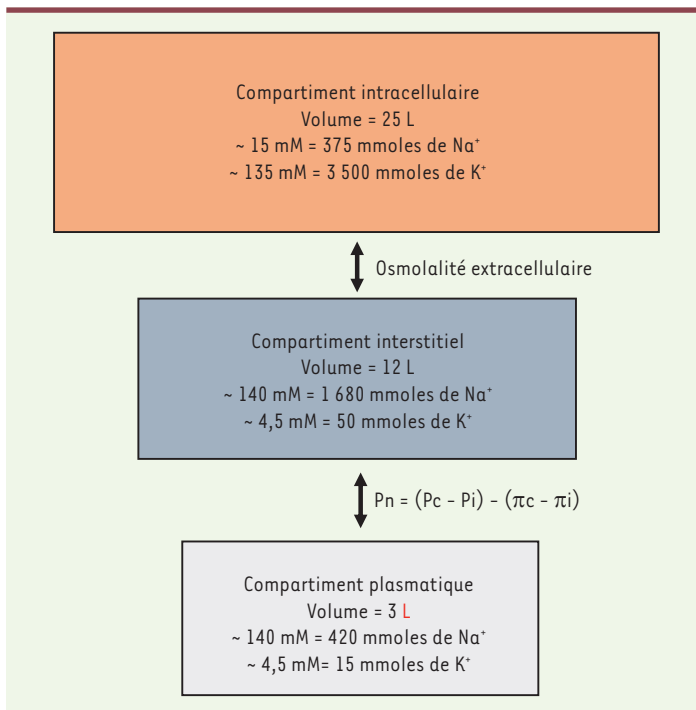 Compartiment intracellulaire
Volume = 25 L
~ 15 mM = 375 mmoles de Na⁺
~ 135 mM = 3 500 mmoles de K⁺
Osmolalité extracellulaire
Compartiment interstitiel
Volume = 12 L
~ 140 mM = 1 680 mmoles de Na⁺
~ 4,5 mM = 50 mmoles de K⁺
Pn = (Pc - Pi) - (πc - πi)
Compartiment plasmatique
Volume = 3 L
~ 140 mM = 420 mmoles de Na⁺
~ 4,5 mM= 15 mmoles de K⁺